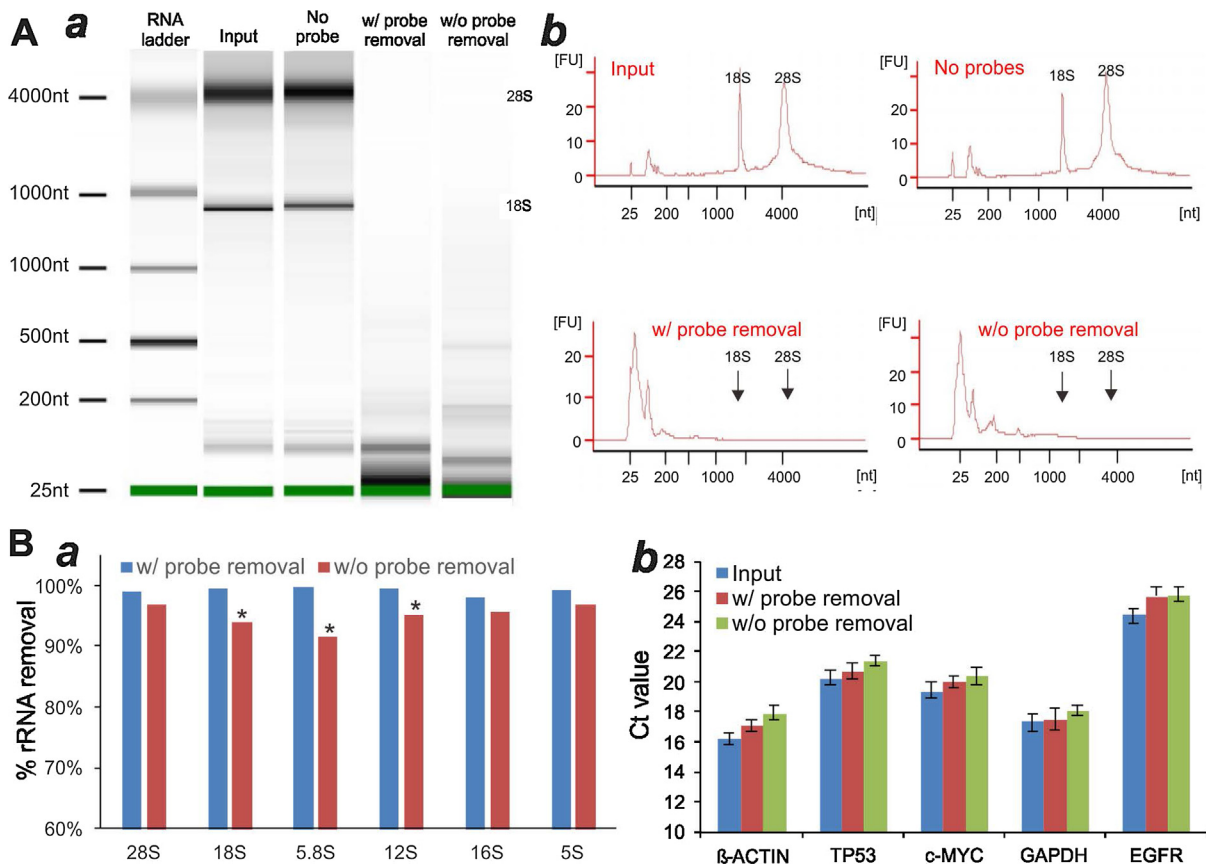 A a
RNA ladder
Input
No probe
w/ probe removal
w/o probe removal
4000nt
1000nt
1000nt
500nt
200nt
25nt
28S
18S
b
[FU]
Input
18S
28S
30
20
10
0
25 200 1000 4000 [nt]
[FU]
No probes
18S
28S
30
20
10
0
25 200 1000 4000 [nt]
[FU]
w/ probe removal
18S
28S
20
10
0
25 200 1000 4000 [nt]
[FU]
w/o probe removal
18S
28S
30
20
10
0
25 200 1000 4000 [nt]
B a
w/ probe removal
w/o probe removal
% rRNA removal
100%
90%
80%
70%
60%
* * *
28S 18S 5.8S 12S 16S 5S
b
Input
w/ probe removal
w/o probe removal
Ct value
28
26
24
22
20
18
16
14
12
10
ß-ACTIN TP53 c-MYC GAPDH EGFR